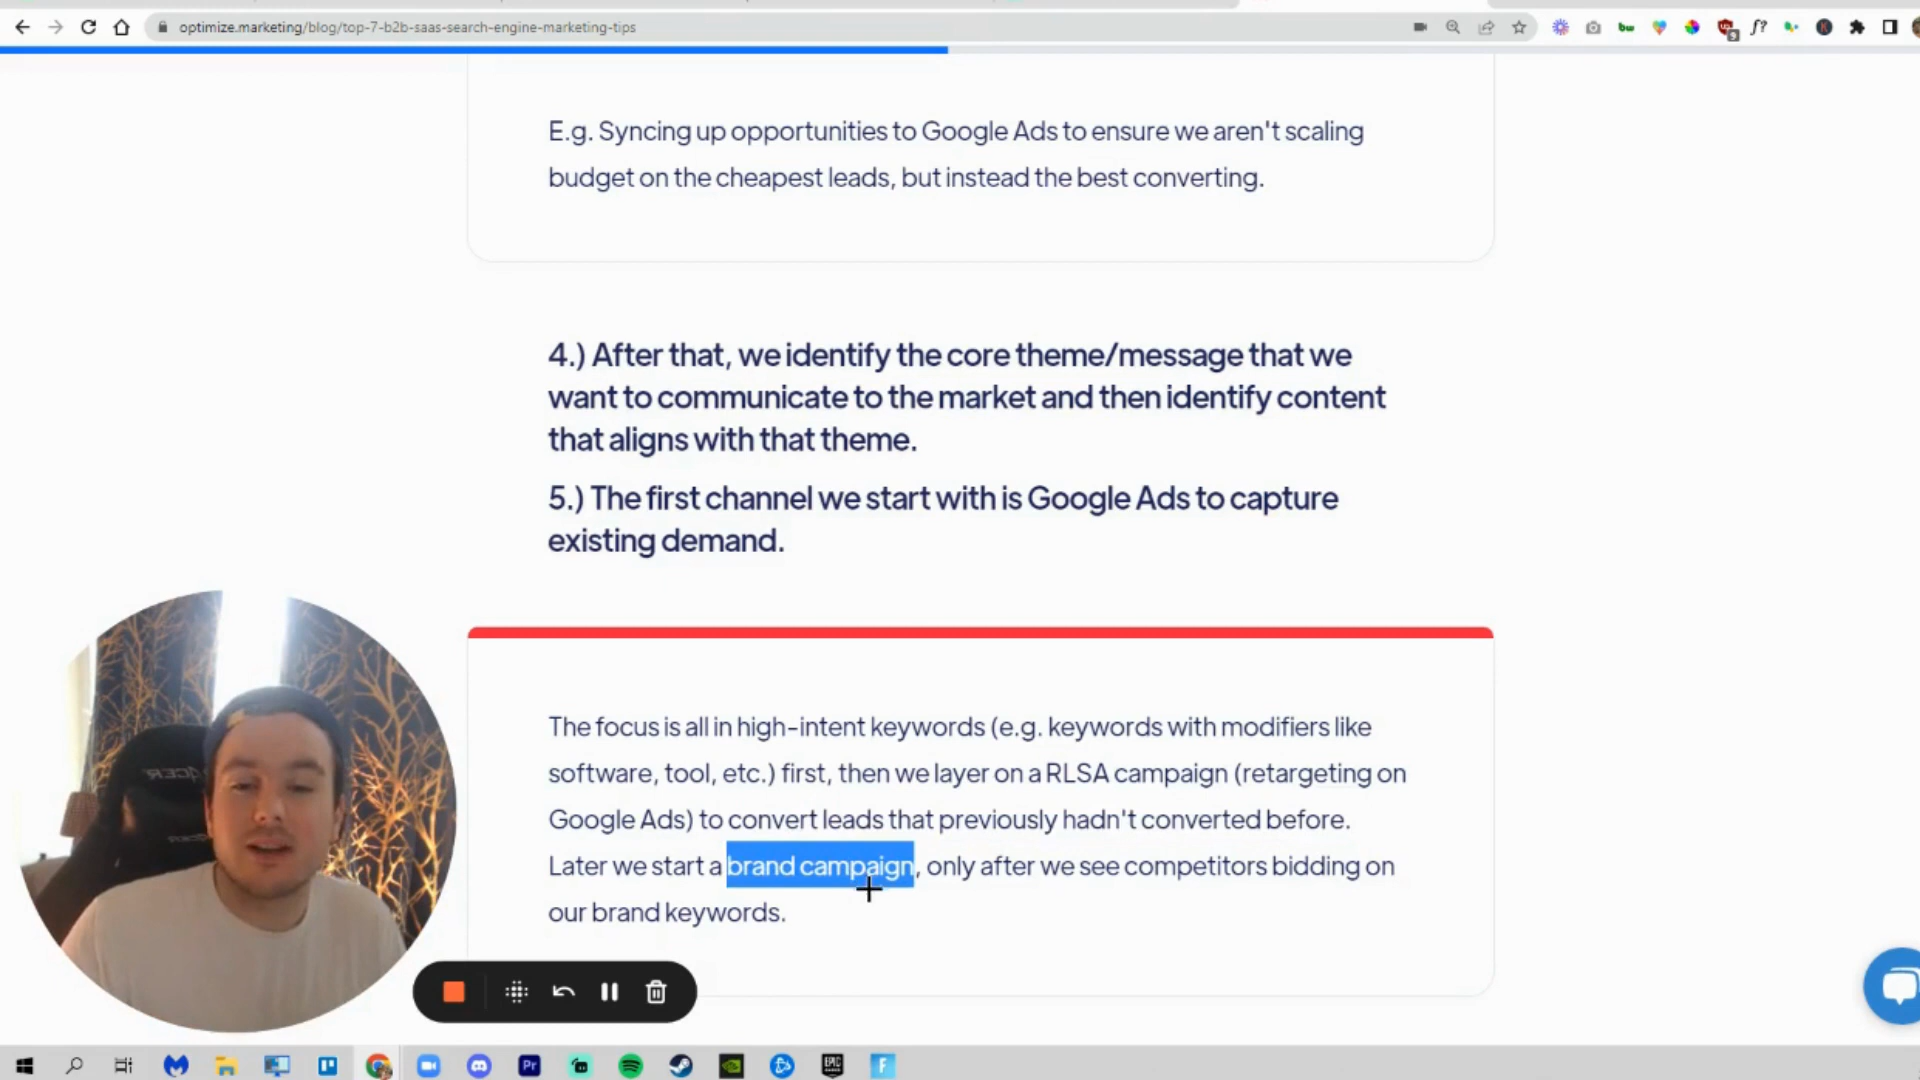 optimize.marketing/blog/top-7-b2b-saas-search-engine-marketing-tips
E.g. Syncing up opportunities to Google Ads to ensure we aren't scaling
budget on the cheapest leads, but instead the best converting.
4.) After that, we identify the core theme/message that we
want to communicate to the market and then identify content
that aligns with that theme.
5.) The first channel we start with is Google Ads to capture
existing demand.
The focus is all in high-intent keywords (e.g. keywords with modifiers like
software, tool, etc.) first, then we layer on a RLSA campaign (retargeting on
Google Ads) to convert leads that previously hadn't converted before.
Later we start a brand campaign, only after we see competitors bidding on
our brand keywords.